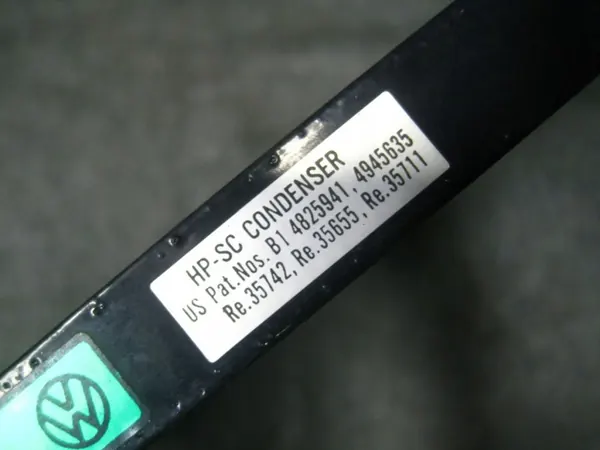 HP-SC CONDENSER
US Pat.Nos. B1 4825941, 4945635
Re.35742, Re.35655, Re.35711